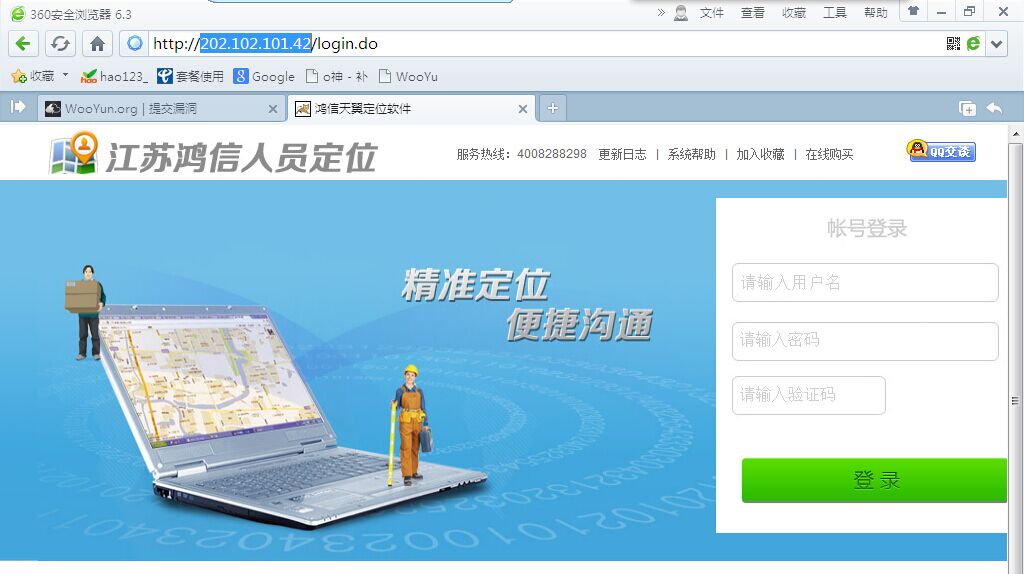 360安全浏览器 6.3
» 文件 查看 收藏 工具 帮助
http://202.102.101.42/login.do
收藏 hao123_ 套餐使用 Google o神 - 补 WooYu
WooYun.org | 提交漏洞 鸿信天翼定位软件
江苏鸿信人员定位
服务热线：4008288298 更新日志 | 系统帮助 | 加入收藏 | 在线购买
QQ交谈
帐号登录
精准定位
便捷沟通
请输入用户名
请输入密码
请输入验证码
登 录